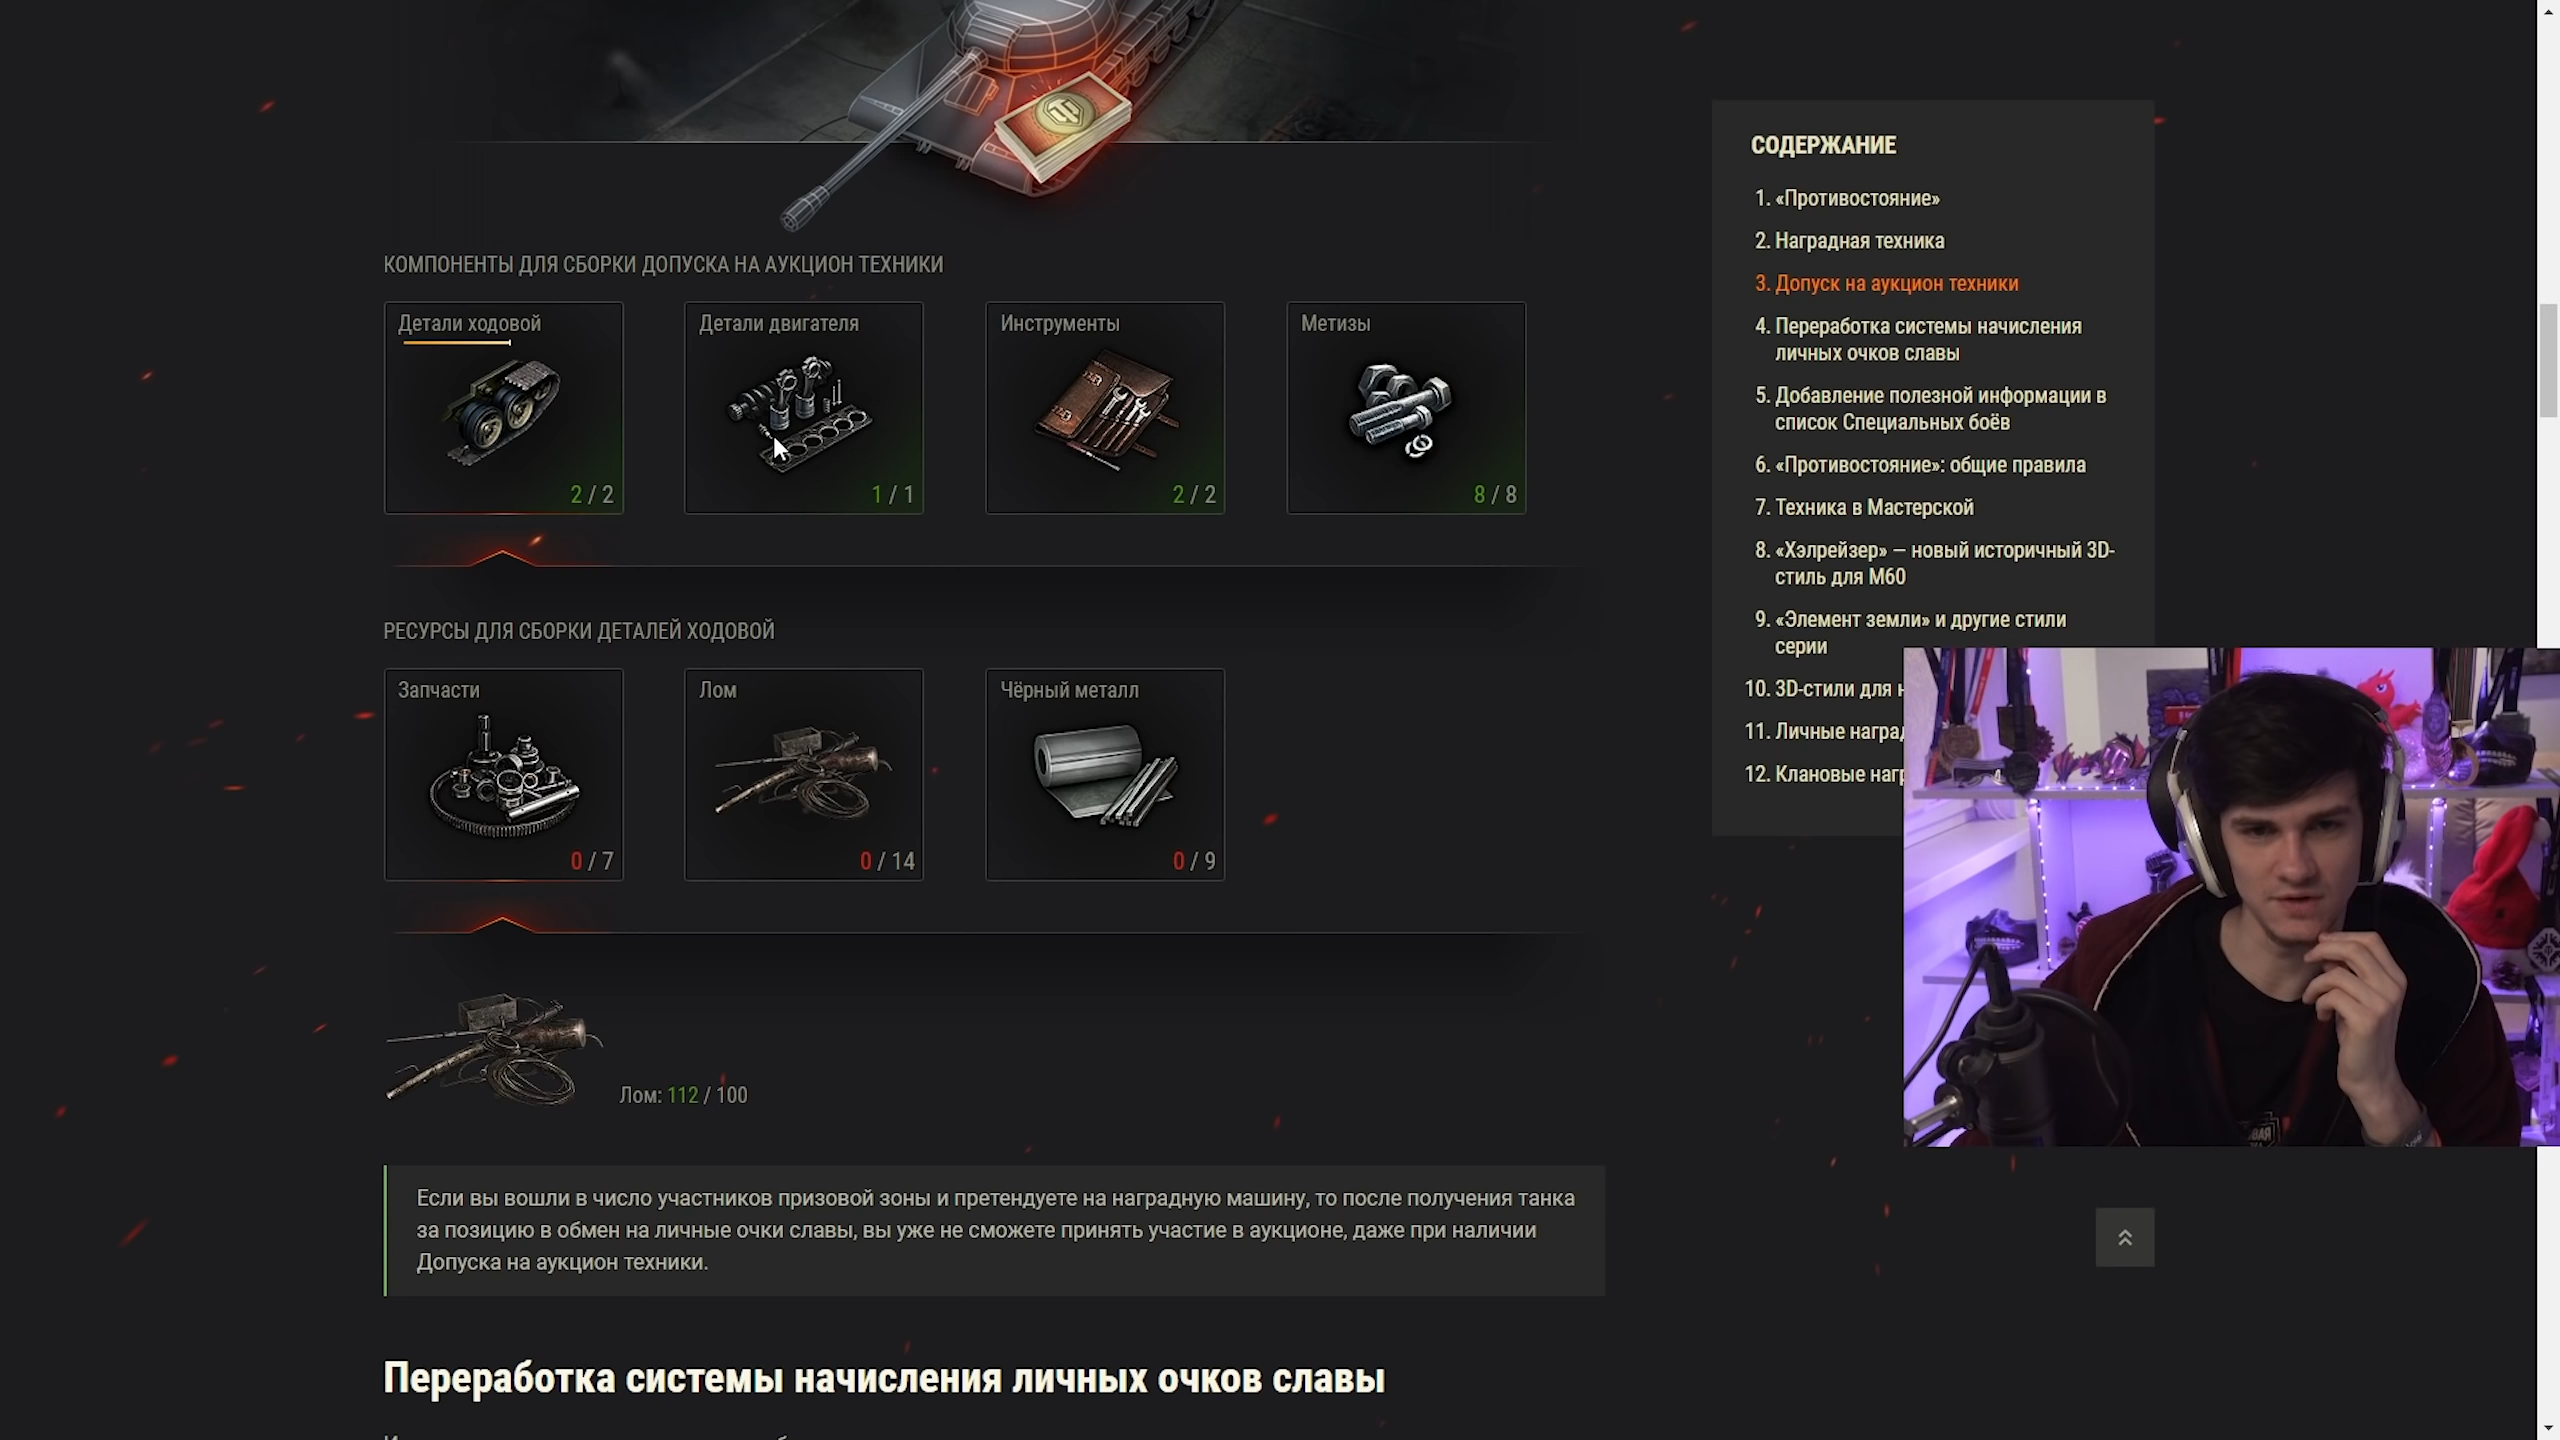 КОМПОНЕНТЫ ДЛЯ СБОРКИ ДОПУСКА НА АУКЦИОН ТЕХНИКИ
Детали ходовой
2 / 2
Детали двигателя
1 / 1
Инструменты
2 / 2
Метизы
8 / 8
РЕСУРСЫ ДЛЯ СБОРКИ ДЕТАЛЕЙ ХОДОВОЙ
Запчасти
0 / 7
Лом
0 / 14
Чёрный металл
0 / 9
Лом: 112 / 100
Если вы вошли в число участников призовой зоны и претендуете на наградную машину, то после получения танка
за позицию в обмен на личные очки славы, вы уже не сможете принять участие в аукционе, даже при наличии
Допуска на аукцион техники.
Переработка системы начисления личных очков славы
СОДЕРЖАНИЕ
1. «Противостояние»
2. Наградная техника
3. Допуск на аукцион техники
4. Переработка системы начисления
личных очков славы
5. Добавление полезной информации в
список Специальных боёв
6. «Противостояние»: общие правила
7. Техника в Мастерской
8. «Хэлрейзер» — новый историчный 3D-
стиль для М60
9. «Элемент земли» и другие стили
серии
10. 3D-стили для
11. Личные
12. Клановые